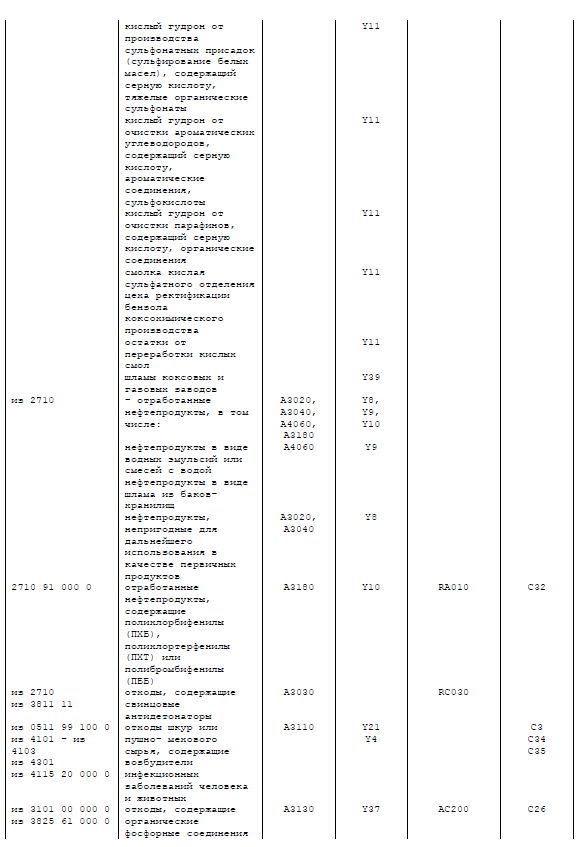 кислый гудрон от Y11
производства
сульфонатных присадок
(сульфирование белых
масел), содержащий
серную кислоту,
тяжелые органические
сульфонаты
кислый гудрон от Y11
очистки ароматических
углеводородов,
содержащий серную
кислоту,
ароматические
соединения,
сульфокислоты
кислый гудрон от Y11
очистки парафинов,
содержащий серную
кислоту, органические
соединения
смолка кислая Y11
сульфатного отделения
цеха ректификации
бензола
коксохимического
производства
остатки от Y11
переработки кислых
смол
шламы коксовых и Y39
газовых заводов
из 2710 - отработанные A3020, Y8,
нефтепродукты, в том A3040, Y9,
числе: A4060, Y10
A3180
нефтепродукты в виде A4060 Y9
водных эмульсий или
смесей с водой
нефтепродукты в виде
шлама из баков-
хранилищ
нефтепродукты, A3020, Y8
непригодные для A3040
дальнейшего
использования в
качестве первичных
продуктов
2710 91 000 0 отработанные A3180 Y10 RA010 C32
нефтепродукты,
содержащие
полихлорбифенилы
(ПХБ),
полихлортерфенилы
(ПХТ) или
полибромбифенилы
(ПББ)
из 2710 отходы, содержащие A3030 RC030
из 3811 11 свинцовые
антидетонаторы
из 0511 99 100 0 отходы шкур или A3110 Y21 C3
из 4101 - из пушно- мехового Y4 C34
4103 сырья, содержащие C35
из 4301 возбудители
из 4115 20 000 0 инфекционных
заболеваний человека
и животных
из 3101 00 000 0 отходы, содержащие A3130 Y37 AC200 C26
из 3825 61 000 0 органические
фосфорные соединения